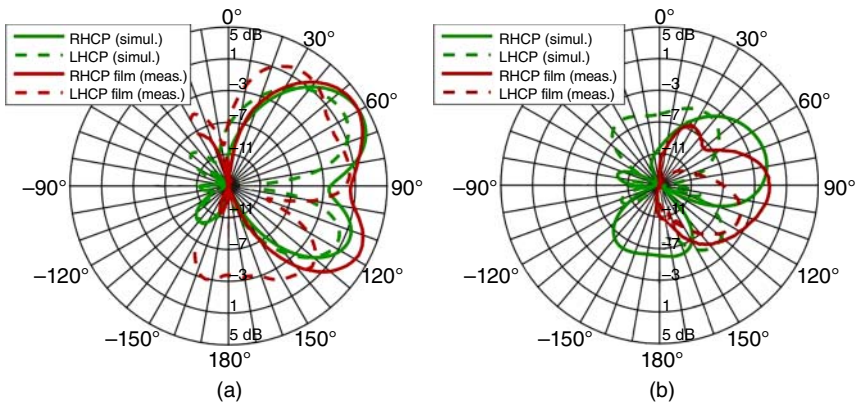 0°
5 dB
1
−3
−7
−11
−11
−7
−3
1
5 dB
30°
60°
90°
120°
150°
180°
−150°
−120°
−90°
RHCP (simul.)
LHCP (simul.)
RHCP film (meas.)
LHCP film (meas.)
(a)
0°
5 dB
1
−3
−7
−11
−11
−7
−3
1
5 dB
30°
60°
90°
120°
150°
180°
−150°
−120°
−90°
RHCP (simul.)
LHCP (simul.)
RHCP film (meas.)
LHCP film (meas.)
(b)